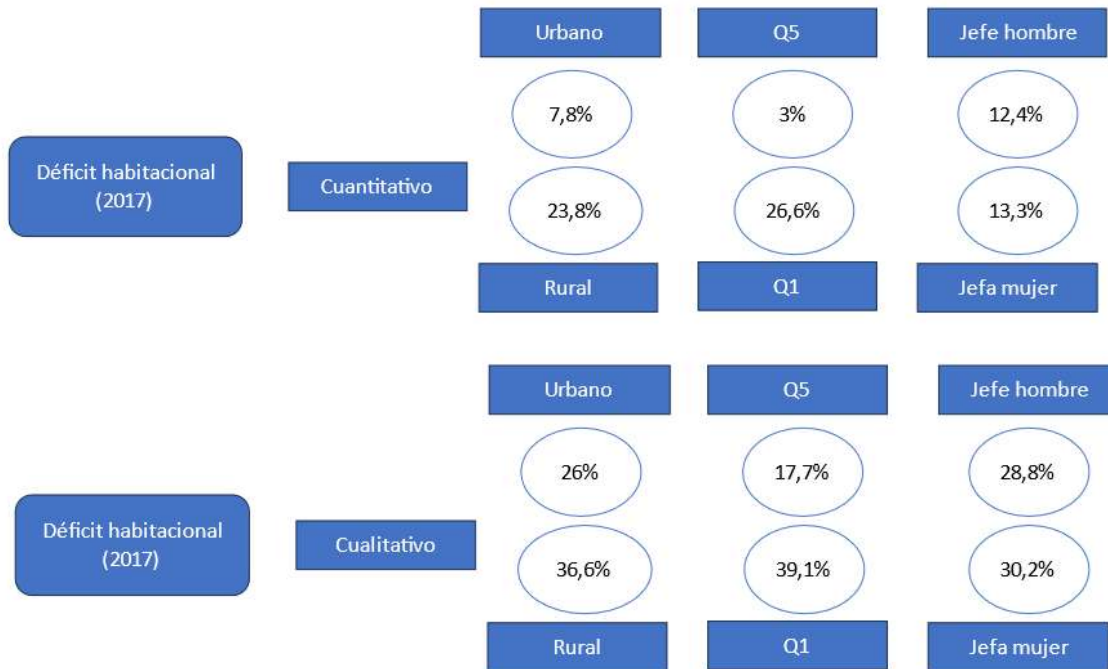 Urbano
Q5
Jefe hombre
7,8%
3%
12,4%
Déficit habitacional
(2017)
Cuantitativo
23,8%
26,6%
13,3%
Rural
Q1
Jefa mujer
Urbano
Q5
Jefe hombre
26%
17,7%
28,8%
Déficit habitacional
(2017)
Cualitativo
36,6%
39,1%
30,2%
Rural
Q1
Jefa mujer